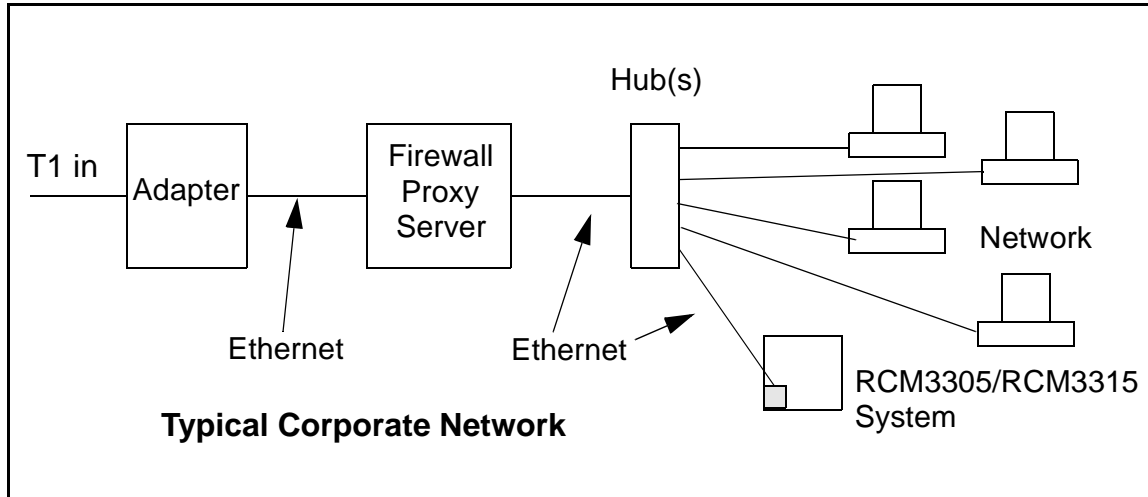 Hub(s)
T1 in
Adapter
Firewall
Proxy
Server
Network
Ethernet
Ethernet
RCM3305/RCM3315
System
Typical Corporate Network